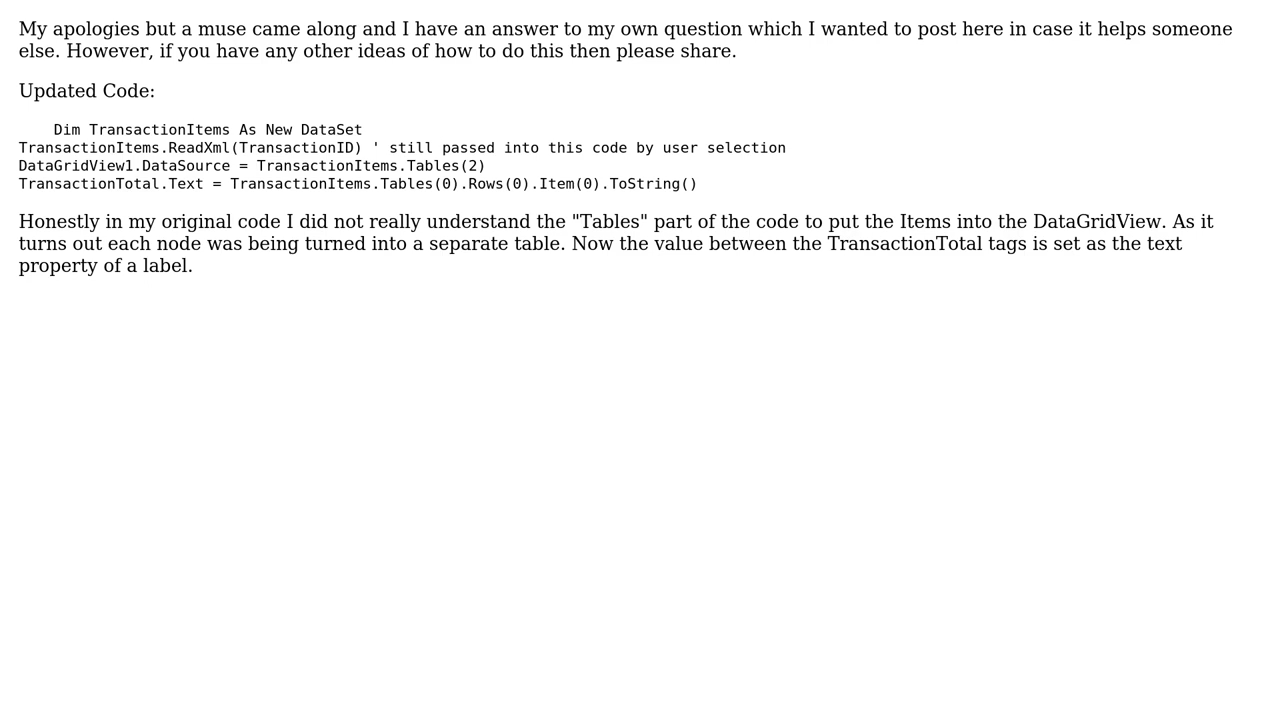 My apologies but a muse came along and I have an answer to my own question which I wanted to post here in case it helps someone
else. However, if you have any other ideas of how to do this then please share.
Updated Code:
    Dim TransactionItems As New DataSet
TransactionItems.ReadXml(TransactionID) ' still passed into this code by user selection
DataGridView1.DataSource = TransactionItems.Tables(2)
TransactionTotal.Text = TransactionItems.Tables(0).Rows(0).Item(0).ToString()
Honestly in my original code I did not really understand the "Tables" part of the code to put the Items into the DataGridView. As it
turns out each node was being turned into a separate table. Now the value between the TransactionTotal tags is set as the text
property of a label.